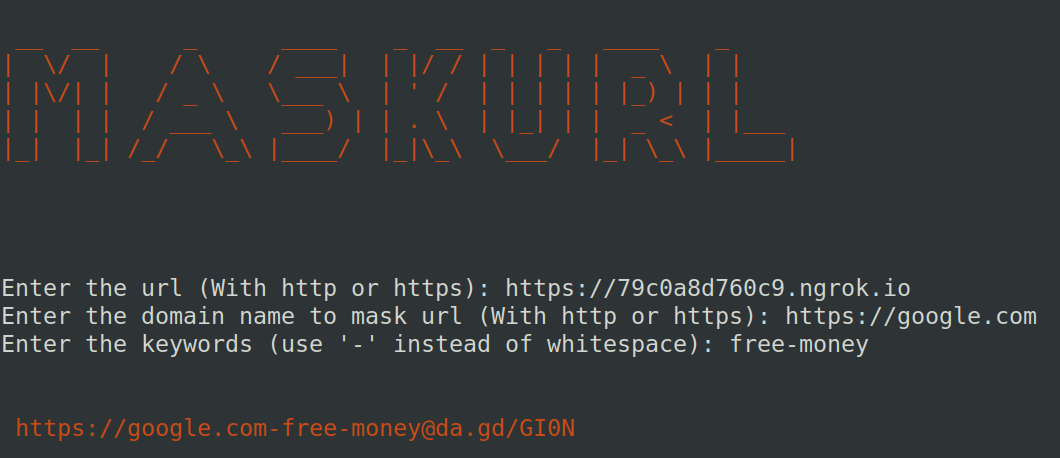 MASKURL
Enter the url (With http or https): https://79c0a8d760c9.ngrok.io
Enter the domain name to mask url (With http or https): https://google.com
Enter the keywords (use '-' instead of whitespace): free-money
https://google.com-free-money@da.gd/GI0N